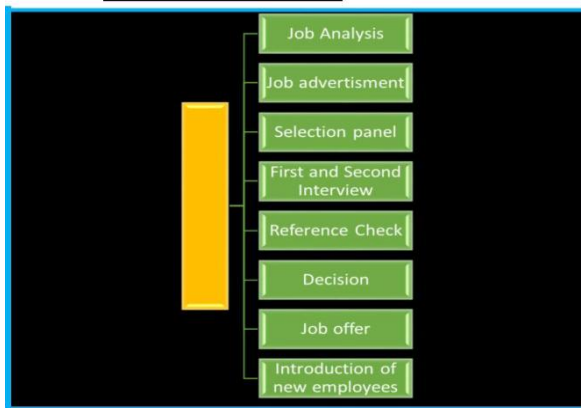 Job Analysis
Job advertisment
Selection panel
First and Second
Interview
Reference Check
Decision
Job offer
Introduction of
new employees